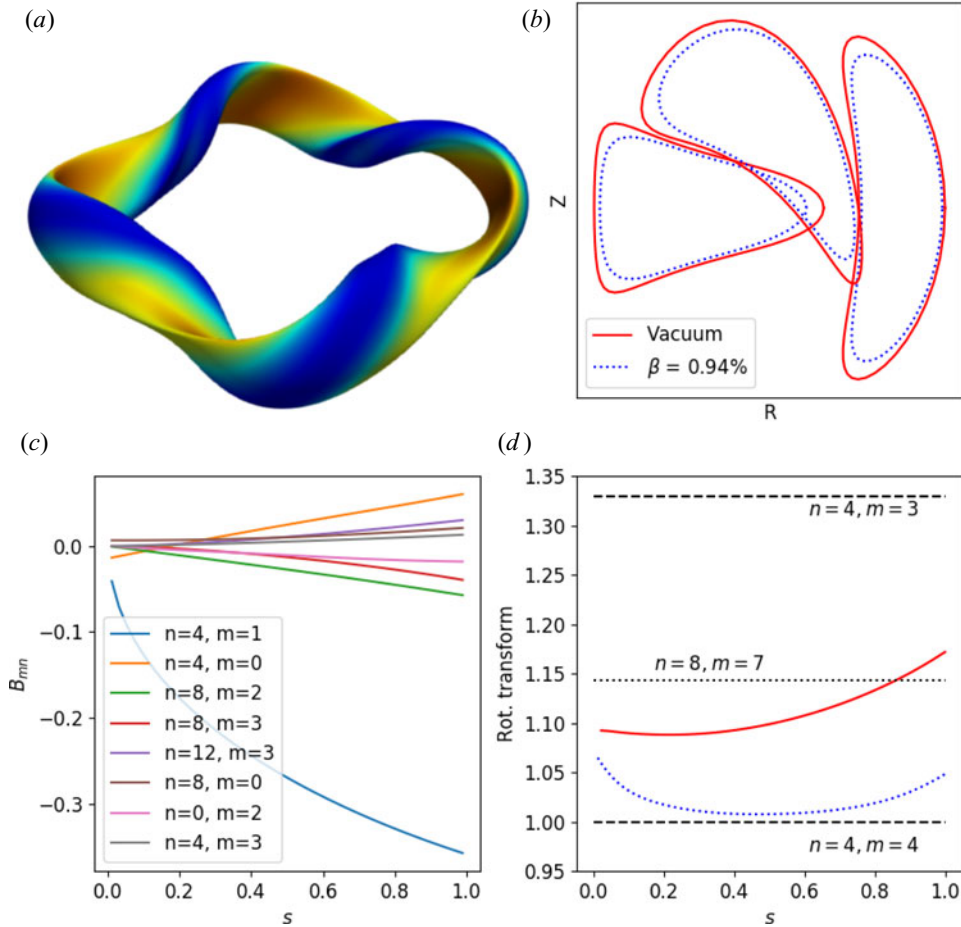 (a)
(b)
Z
Vacuum
β = 0.94%
R
(c)
(d)
0.0
−0.1
−0.2
−0.3
B_mn
n=4, m=1
n=4, m=0
n=8, m=2
n=8, m=3
n=12, m=3
n=8, m=0
n=0, m=2
n=4, m=3
0.0 0.2 0.4 0.6 0.8 1.0
s
1.35
1.30
1.25
1.20
1.15
1.10
1.05
1.00
0.95
Rot. transform
n=4, m=3
n=8, m=7
n=4, m=4
0.0 0.2 0.4 0.6 0.8 1.0
s